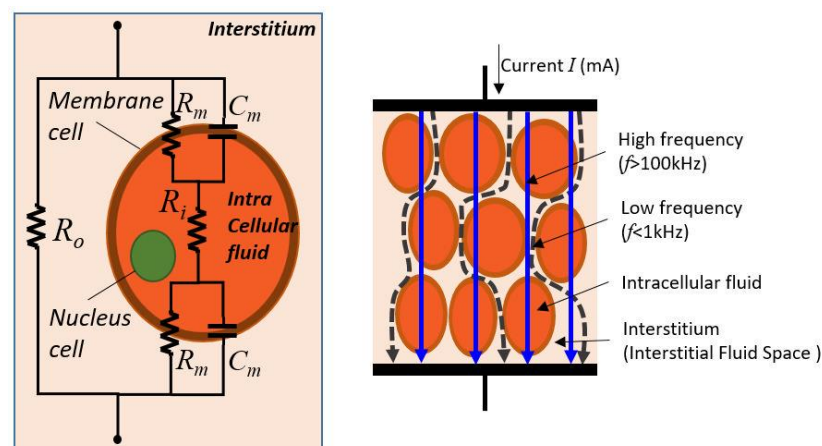 Interstitium
Membrane
cell
R_m
C_m
R_i
Intra
Cellular
fluid
R_o
Nucleus
cell
R_m
C_m
Current I (mA)
High frequency
(f>100kHz)
Low frequency
(f<1kHz)
Intracellular fluid
Interstitium
(Interstitial Fluid Space )